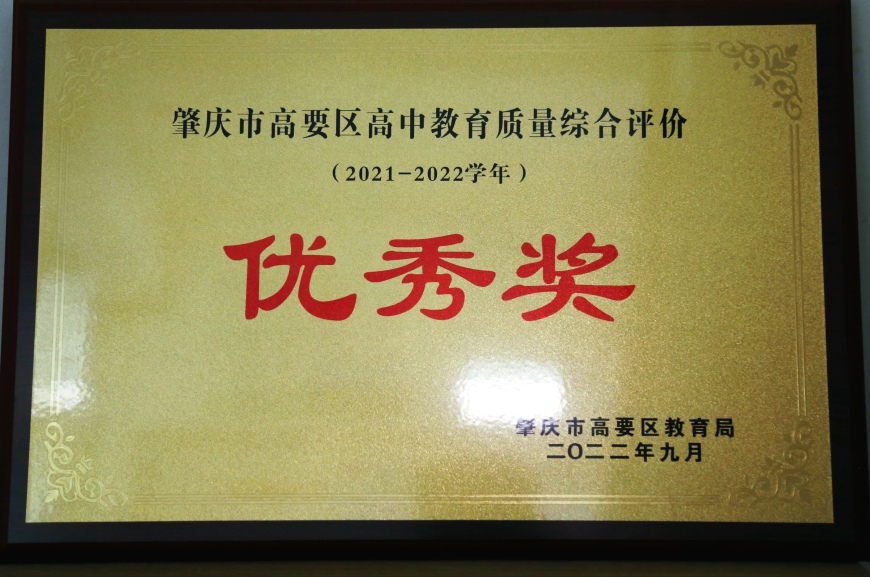 肇庆市高要区高中教育质量综合评价
（2021-2022学年）
优秀奖
肇庆市高要区教育局
二〇二二年九月